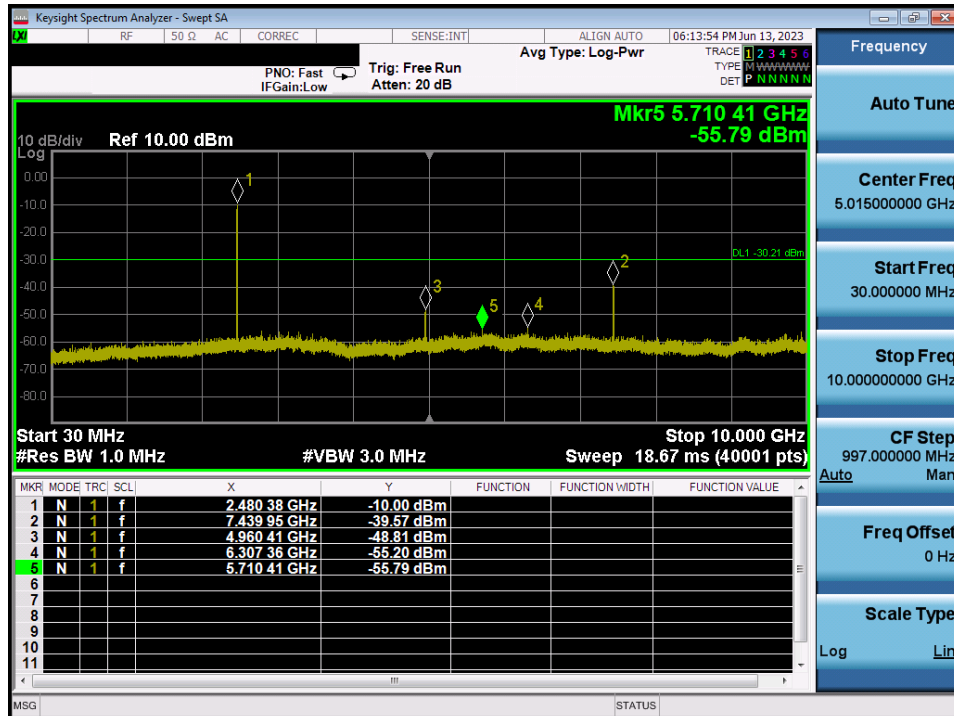 Keysight Spectrum Analyzer - Swept SA
LXI RF 50 Ω AC CORREC SENSE:INT ALIGN AUTO 06:13:54 PM Jun 13, 2023
Avg Type: Log-Pwr TRACE 1 2 3 4 5 6
TYPE M W W W W W
PNO: Fast Trig: Free Run
IFGain:Low Atten: 20 dB DET P N N N N N
Mkr5 5.710 41 GHz
-55.79 dBm
10 dB/div Ref 10.00 dBm
Log
0.00
1
-10.0
-20.0
DL1 -30.21 dBm
-30.0
2
-40.0
3
4
5
-50.0
-60.0
-70.0
-80.0
Start 30 MHz Stop 10.000 GHz
#Res BW 1.0 MHz #VBW 3.0 MHz Sweep 18.67 ms (40001 pts)
MKR MODE TRC SCL X Y FUNCTION FUNCTION WIDTH FUNCTION VALUE
1 N 1 f 2.480 38 GHz -10.00 dBm
2 N 1 f 7.439 95 GHz -39.57 dBm
3 N 1 f 4.960 41 GHz -48.81 dBm
4 N 1 f 6.307 36 GHz -55.20 dBm
5 N 1 f 5.710 41 GHz -55.79 dBm
6
7
8
9
10
11
MSG STATUS
Frequency
Auto Tune
Center Freq
5.015000000 GHz
Start Freq
30.000000 MHz
Stop Freq
10.000000000 GHz
CF Step
997.000000 MHz
Auto Man
Freq Offset
0 Hz
Scale Type
Log Lin